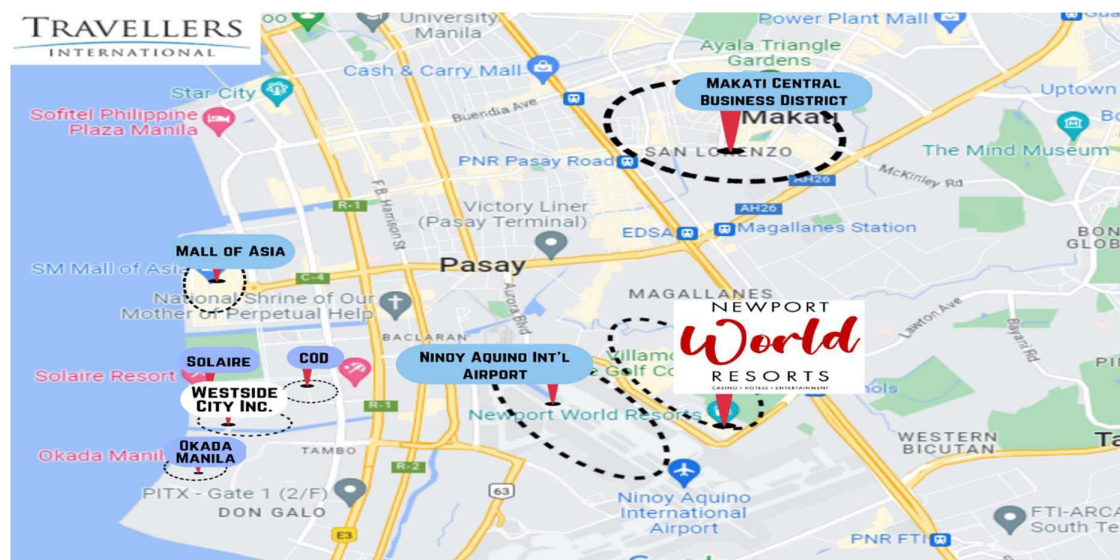 TRAVELLERS
INTERNATIONAL
University
Manila
Power Plant Mall
Ayala Triangle
Gardens
Cash & Carry Mall
Star City
MAKATI CENTRAL
BUSINESS DISTRICT
Uptown
Sofitel Philippine
Plaza Manila
Buendia Ave
Makati
The Mind Museum
PNR Pasay Road
SAN LORENZO
McKinley Rd
AH26
R-1
F.B. Harrison St
Victory Liner
(Pasay Terminal)
AH26
EDSA
Magallanes Station
MALL OF ASIA
SM Mall of Asia
C-4
Pasay
National Shrine of Our
Mother of Perpetual Help
Aurora Blvd
MAGALLANES
Lawton Ave
Bayani Rd
BACLARAN
NEWPORT
World
RESORTS
CASINO • HOTELS • ENTERTAINMENT
SOLAIRE
COD
NINOY AQUINO INT'L
AIRPORT
Solaire Resort
WESTSIDE
CITY INC.
R-1
Newport World Resorts
OKADA
MANILA
Okada Manil
TAMBO
WESTERN
BICUTAN
R-2
PITX - Gate 1 (2/F)
DON GALO
63
Ninoy Aquino
International
Airport
E3
FTI-ARCA
South Te
PNR FTI